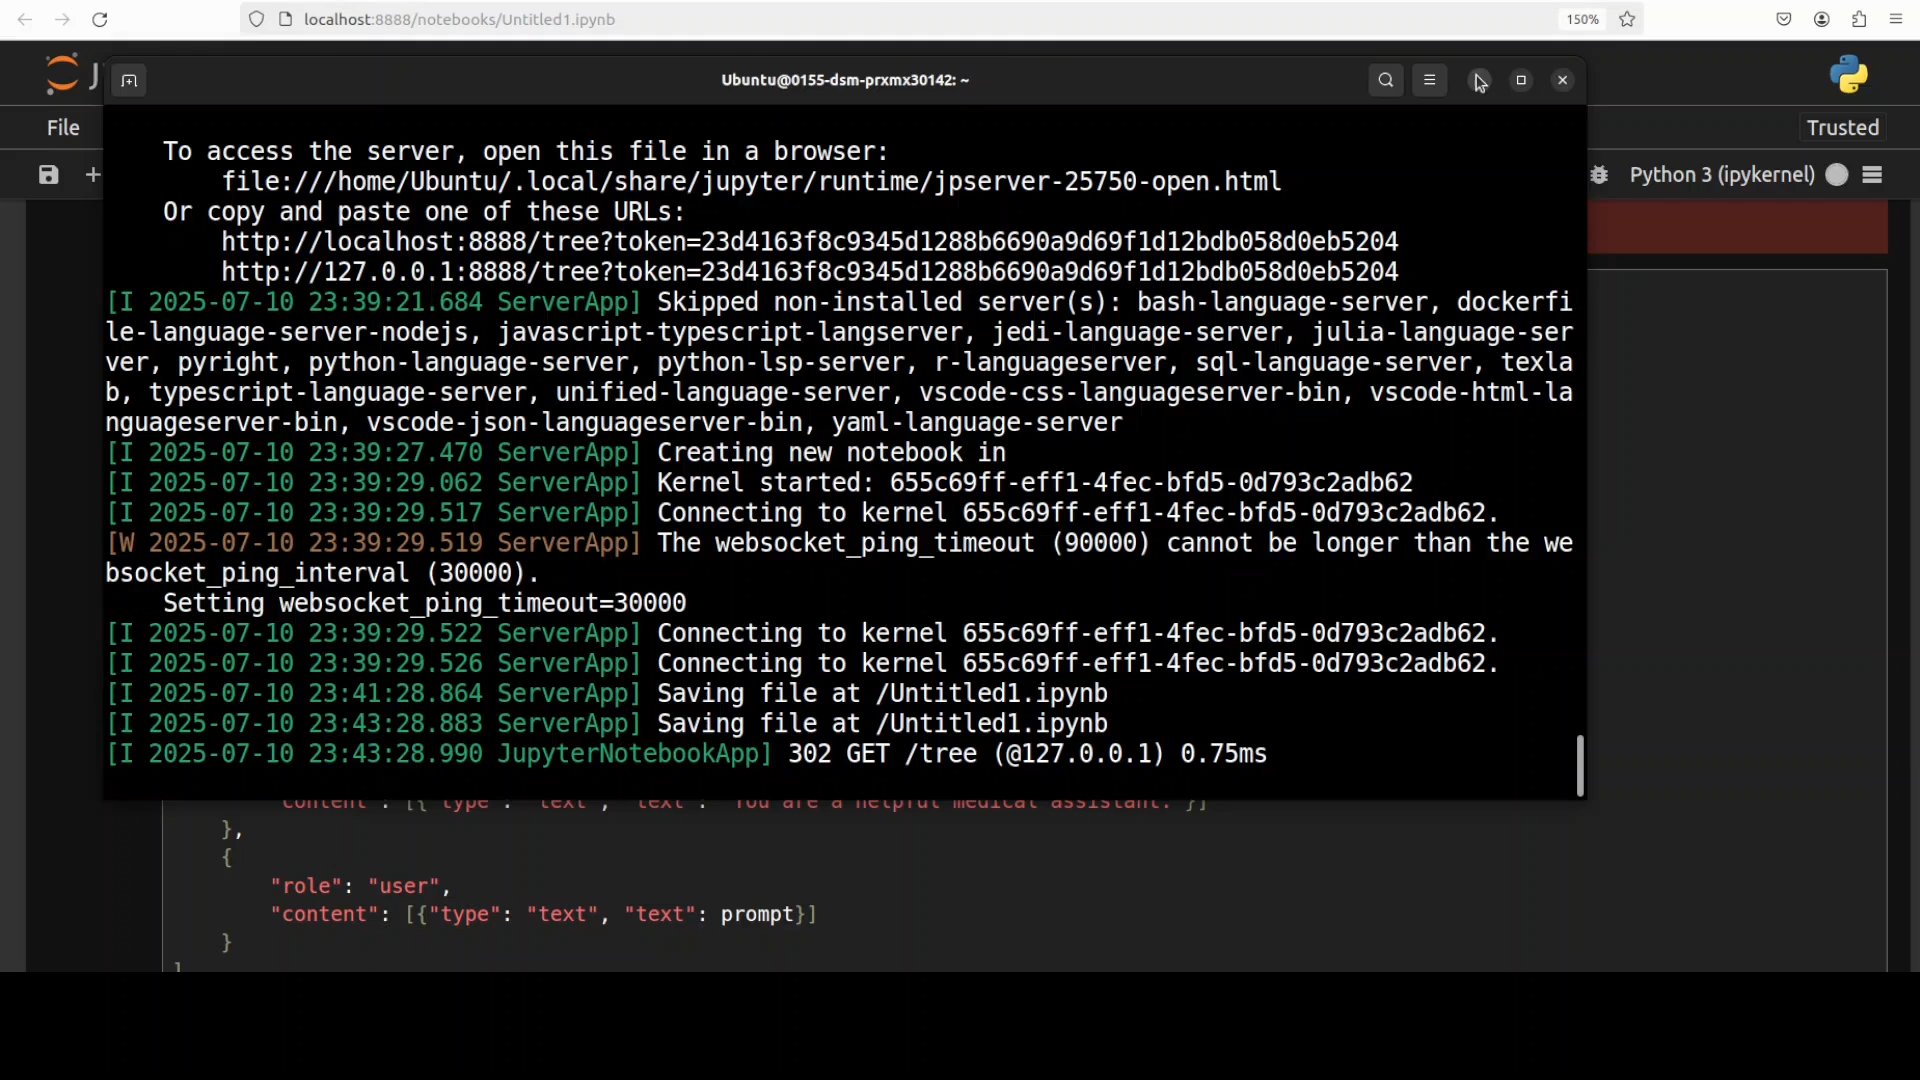 localhost:8888/notebooks/Untitled1.ipynb
150%
Ubuntu@0155-dsm-prxmx30142: ~
J
File
Trusted
Python 3 (ipykernel)
To access the server, open this file in a browser:
file:///home/Ubuntu/.local/share/jupyter/runtime/jpserver-25750-open.html
Or copy and paste one of these URLs:
http://localhost:8888/tree?token=23d4163f8c9345d1288b6690a9d69f1d12bdb058d0eb5204
http://127.0.0.1:8888/tree?token=23d4163f8c9345d1288b6690a9d69f1d12bdb058d0eb5204
[I 2025-07-10 23:39:21.684 ServerApp] Skipped non-installed server(s): bash-language-server, dockerfi
le-language-server-nodejs, javascript-typescript-langserver, jedi-language-server, julia-language-ser
ver, pyright, python-language-server, python-lsp-server, r-languageserver, sql-language-server, texla
b, typescript-language-server, unified-language-server, vscode-css-languageserver-bin, vscode-html-la
nguageserver-bin, vscode-json-languageserver-bin, yaml-language-server
[I 2025-07-10 23:39:27.470 ServerApp] Creating new notebook in
[I 2025-07-10 23:39:29.062 ServerApp] Kernel started: 655c69ff-eff1-4fec-bfd5-0d793c2adb62
[I 2025-07-10 23:39:29.517 ServerApp] Connecting to kernel 655c69ff-eff1-4fec-bfd5-0d793c2adb62.
[W 2025-07-10 23:39:29.519 ServerApp] The websocket_ping_timeout (90000) cannot be longer than the we
bsocket_ping_interval (30000).
Setting websocket_ping_timeout=30000
[I 2025-07-10 23:39:29.522 ServerApp] Connecting to kernel 655c69ff-eff1-4fec-bfd5-0d793c2adb62.
[I 2025-07-10 23:39:29.526 ServerApp] Connecting to kernel 655c69ff-eff1-4fec-bfd5-0d793c2adb62.
[I 2025-07-10 23:41:28.864 ServerApp] Saving file at /Untitled1.ipynb
[I 2025-07-10 23:43:28.883 ServerApp] Saving file at /Untitled1.ipynb
[I 2025-07-10 23:43:28.990 JupyterNotebookApp] 302 GET /tree (@127.0.0.1) 0.75ms
"content": [{"type": "text", "text": "You are a helpful medical assistant."}]
},
{
"role": "user",
"content": [{"type": "text", "text": prompt}]
}
]